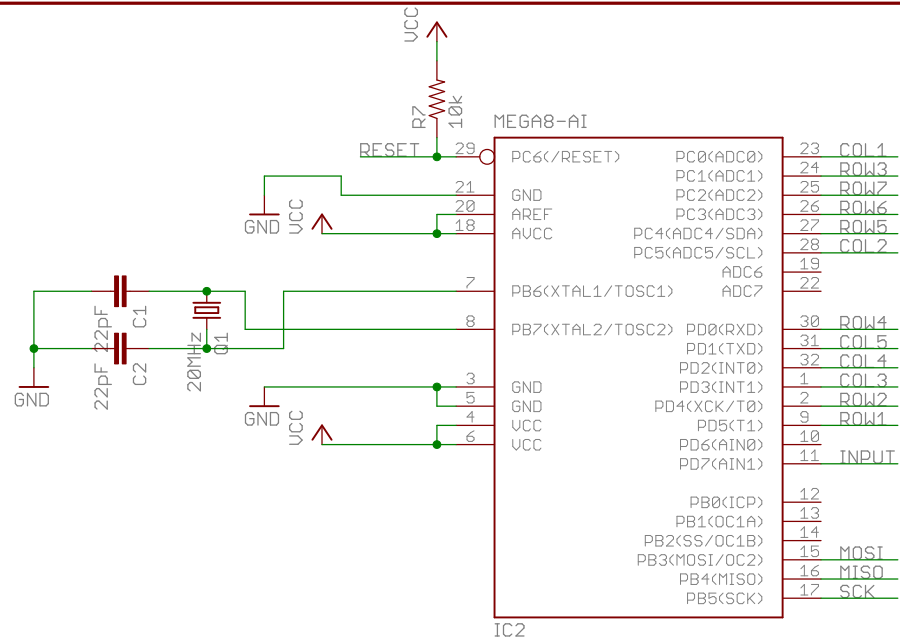 VCC
R7
10k
MEGA8-AI
RESET
29 PC6(/RESET)
21 GND
20 AREF
18 AVCC
7 PB6(XTAL1/TOSC1)
8 PB7(XTAL2/TOSC2)
3 GND
5 GND
4 VCC
6 VCC
GND
VCC
22pF
C1
22pF
C2
20MHz
Q1
GND
GND
VCC
PC0(ADC0) 23 COL1
PC1(ADC1) 24 ROW3
PC2(ADC2) 25 ROW7
PC3(ADC3) 26 ROW6
PC4(ADC4/SDA) 27 ROW5
PC5(ADC5/SCL) 28 COL2
ADC6 19
ADC7 22
PD0(RXD) 30 ROW4
PD1(TXD) 31 COL5
PD2(INT0) 32 COL4
PD3(INT1) 1 COL3
PD4(XCK/T0) 2 ROW2
PD5(T1) 9 ROW1
PD6(AIN0) 10
PD7(AIN1) 11 INPUT
PB0(ICP) 12
PB1(OC1A) 13
PB2(SS/OC1B) 14
PB3(MOSI/OC2) 15 MOSI
PB4(MISO) 16 MISO
PB5(SCK) 17 SCK
IC2